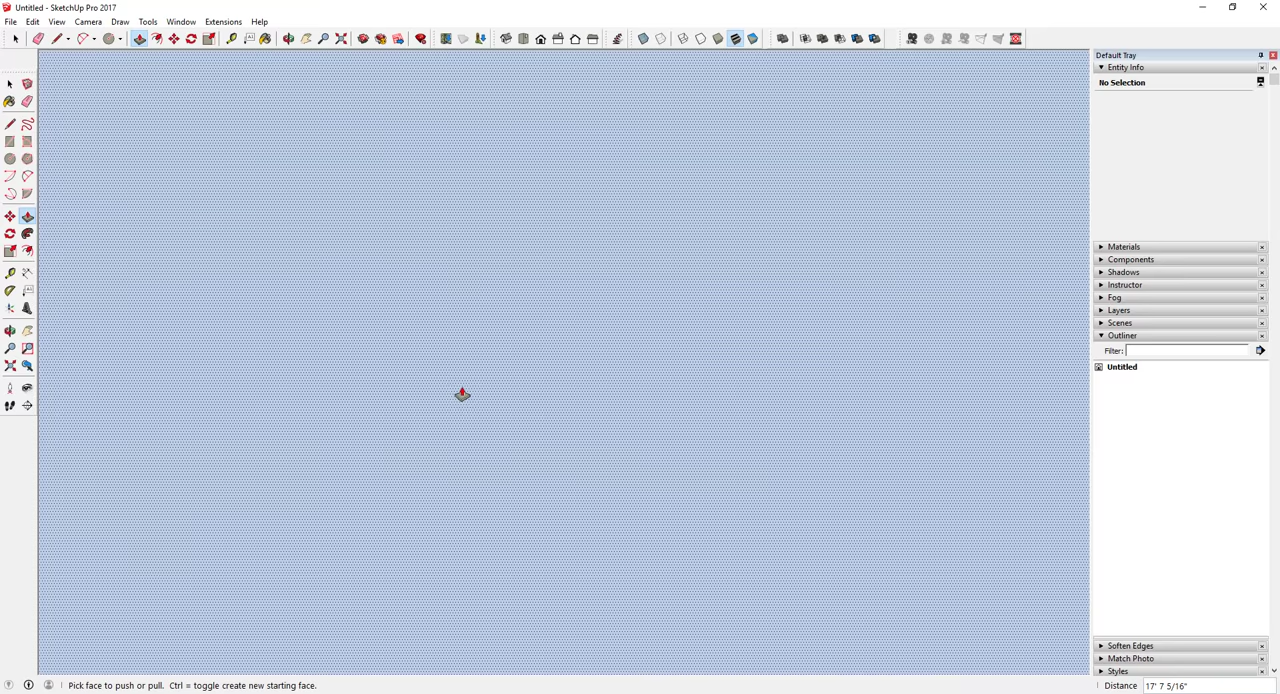 Untitled - SketchUp Pro 2017
File Edit View Camera Draw Tools Window Extensions Help
Default Tray
Entity Info
No Selection
Materials
Components
Shadows
Instructor
Fog
Layers
Scenes
Outliner
Filter:
Untitled
Soften Edges
Match Photo
Styles
Pick face to push or pull. Ctrl = toggle create new starting face.
Distance 17' 7 5/16"